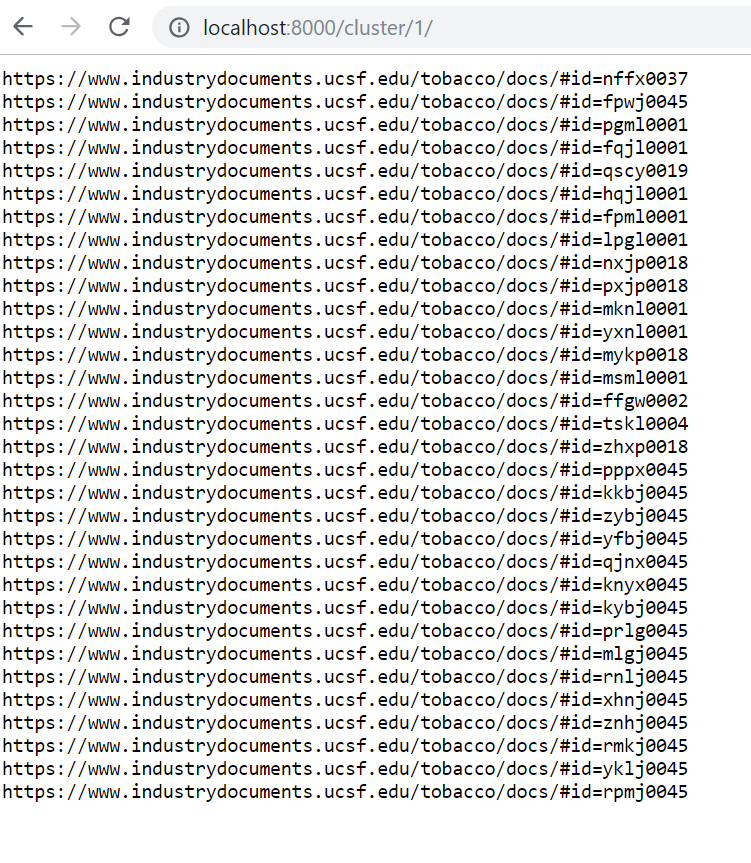 localhost:8000/cluster/1/
https://www.industrydocuments.ucsf.edu/tobacco/docs/#id=nffx0037
https://www.industrydocuments.ucsf.edu/tobacco/docs/#id=fpwj0045
https://www.industrydocuments.ucsf.edu/tobacco/docs/#id=pgml0001
https://www.industrydocuments.ucsf.edu/tobacco/docs/#id=fqjl0001
https://www.industrydocuments.ucsf.edu/tobacco/docs/#id=qscy0019
https://www.industrydocuments.ucsf.edu/tobacco/docs/#id=hqjl0001
https://www.industrydocuments.ucsf.edu/tobacco/docs/#id=fpml0001
https://www.industrydocuments.ucsf.edu/tobacco/docs/#id=lpgl0001
https://www.industrydocuments.ucsf.edu/tobacco/docs/#id=nxjp0018
https://www.industrydocuments.ucsf.edu/tobacco/docs/#id=pxjp0018
https://www.industrydocuments.ucsf.edu/tobacco/docs/#id=mknl0001
https://www.industrydocuments.ucsf.edu/tobacco/docs/#id=yxnl0001
https://www.industrydocuments.ucsf.edu/tobacco/docs/#id=mykp0018
https://www.industrydocuments.ucsf.edu/tobacco/docs/#id=msml0001
https://www.industrydocuments.ucsf.edu/tobacco/docs/#id=ffgw0002
https://www.industrydocuments.ucsf.edu/tobacco/docs/#id=tskl0004
https://www.industrydocuments.ucsf.edu/tobacco/docs/#id=zhxp0018
https://www.industrydocuments.ucsf.edu/tobacco/docs/#id=pppx0045
https://www.industrydocuments.ucsf.edu/tobacco/docs/#id=kkbj0045
https://www.industrydocuments.ucsf.edu/tobacco/docs/#id=zybj0045
https://www.industrydocuments.ucsf.edu/tobacco/docs/#id=yfbj0045
https://www.industrydocuments.ucsf.edu/tobacco/docs/#id=qjnx0045
https://www.industrydocuments.ucsf.edu/tobacco/docs/#id=knyx0045
https://www.industrydocuments.ucsf.edu/tobacco/docs/#id=kybj0045
https://www.industrydocuments.ucsf.edu/tobacco/docs/#id=prlg0045
https://www.industrydocuments.ucsf.edu/tobacco/docs/#id=mlgj0045
https://www.industrydocuments.ucsf.edu/tobacco/docs/#id=rnlj0045
https://www.industrydocuments.ucsf.edu/tobacco/docs/#id=xhnj0045
https://www.industrydocuments.ucsf.edu/tobacco/docs/#id=znhj0045
https://www.industrydocuments.ucsf.edu/tobacco/docs/#id=rmkj0045
https://www.industrydocuments.ucsf.edu/tobacco/docs/#id=yklj0045
https://www.industrydocuments.ucsf.edu/tobacco/docs/#id=rpmj0045